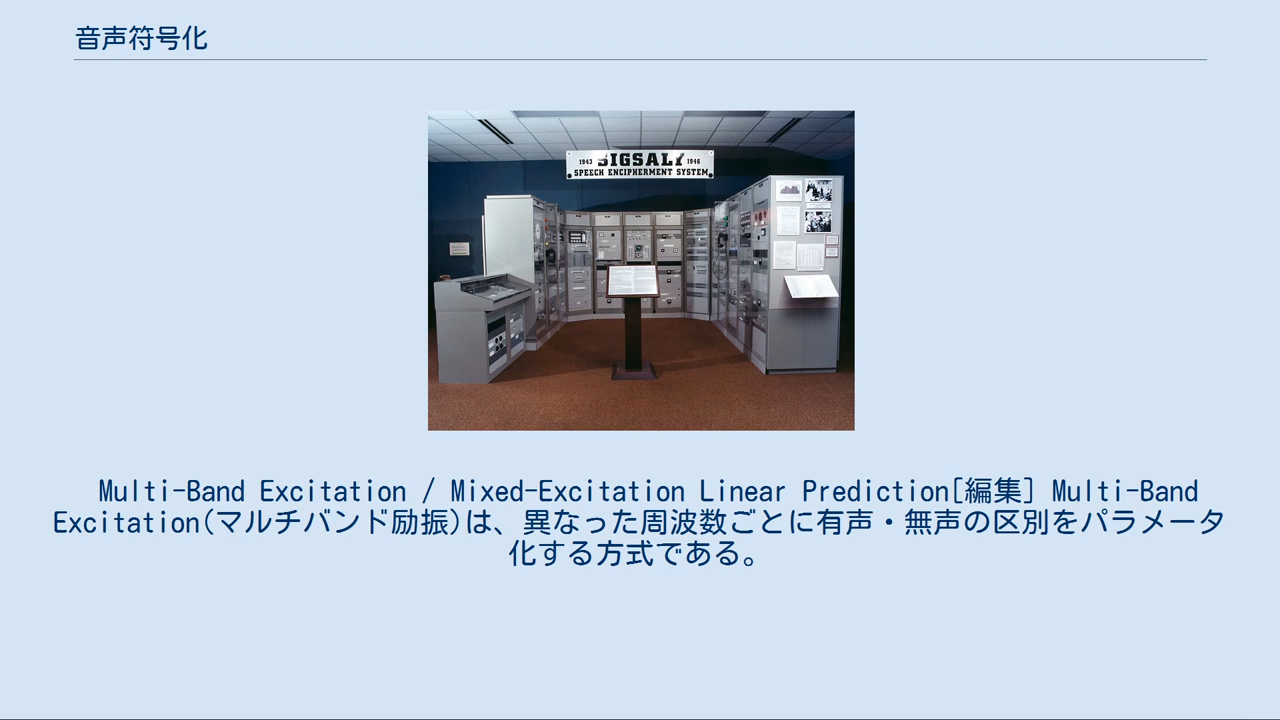 音声符号化
1943 SIGSALY 1946
SPEECH ENCIPHERMENT SYSTEM
Multi-Band Excitation / Mixed-Excitation Linear Prediction[編集] Multi-Band
Excitation(マルチバンド励振)は、異なった周波数ごとに有声・無声の区別をパラメータ
化する方式である。